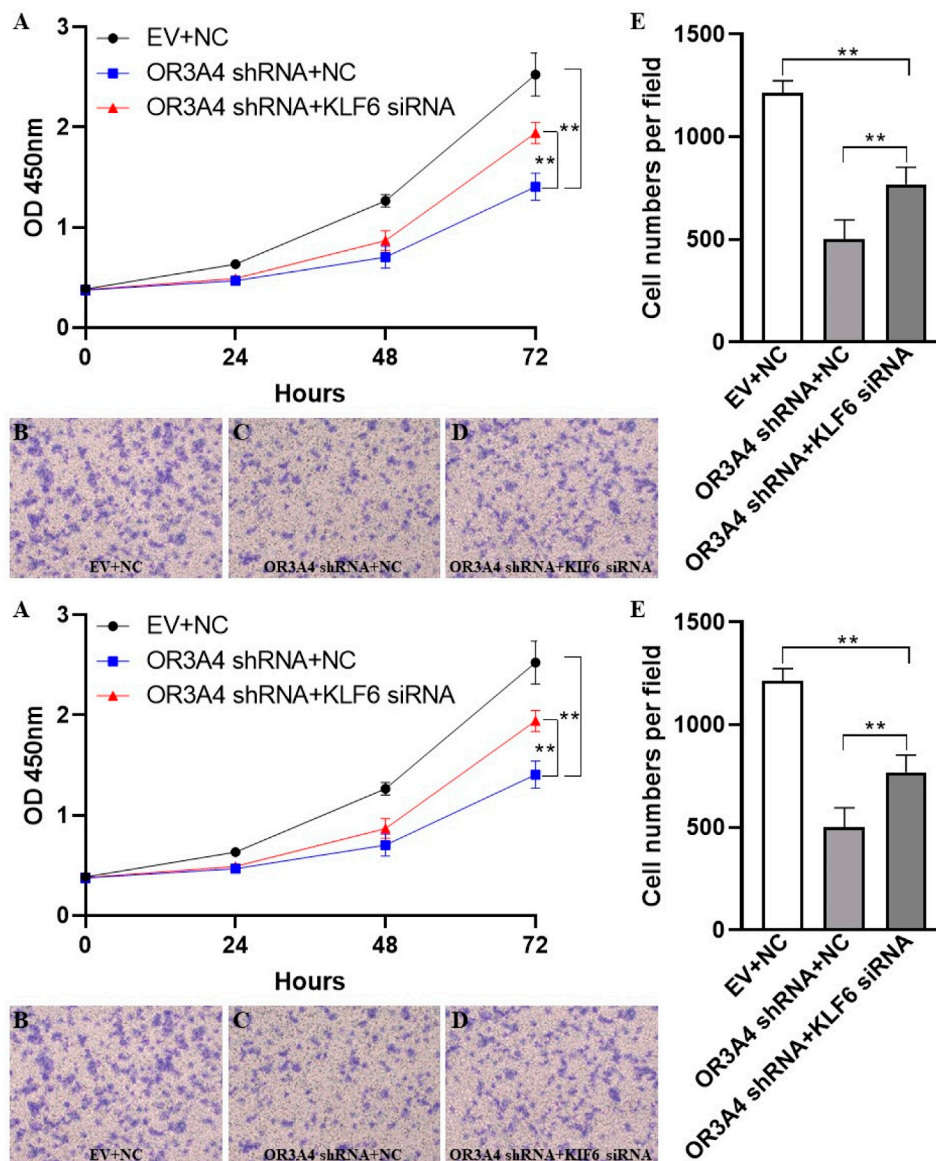 A
3
2
1
0
OD 450nm
EV+NC
OR3A4 shRNA+NC
OR3A4 shRNA+KLF6 siRNA
**
**
0 24 48 72
Hours
E
1500
1000
500
0
Cell numbers per field
**
**
EV+NC
OR3A4 shRNA+NC
OR3A4 shRNA+KLF6 siRNA
B
EV+NC
C
OR3A4 shRNA+NC
D
OR3A4 shRNA+KIF6 siRNA
A
3
2
1
0
OD 450nm
EV+NC
OR3A4 shRNA+NC
OR3A4 shRNA+KLF6 siRNA
**
**
0 24 48 72
Hours
E
1500
1000
500
0
Cell numbers per field
**
**
EV+NC
OR3A4 shRNA+NC
OR3A4 shRNA+KLF6 siRNA
B
EV+NC
C
OR3A4 shRNA+NC
D
OR3A4 shRNA+KIF6 siRNA